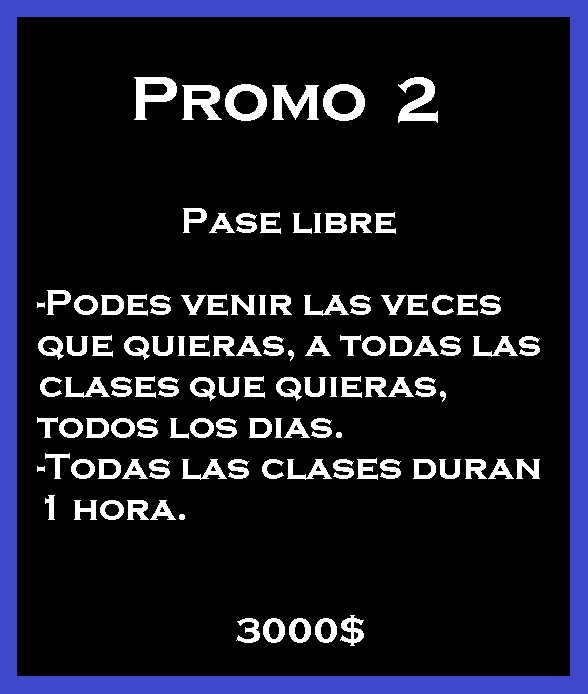 Promo 2
Pase libre
-Podes venir las veces
que quieras, a todas las
clases que quieras,
todos los dias.
-Todas las clases duran
1 hora.
3000$